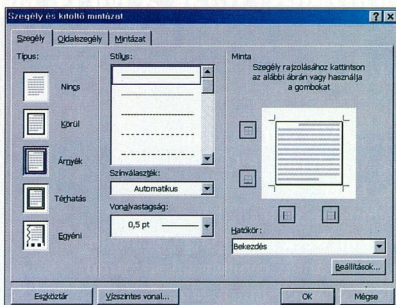 Szegély és kitöltő mintázat
Szegély
Oldalszegély
Mintázat
Típus:
Nincs
Körül
Árnyék
Térhatás
Egyéni
Stílus:
Színválaszték:
Automatikus
Vonalvastagság:
0,5 pt
Minta
Szegély rajzolásához kattintson
az alábbi ábrán vagy használja
a gombokat
Hatókör:
Bekezdés
Beállítások...
Eszköztár
Vízszintes vonal...
OK
Mégse